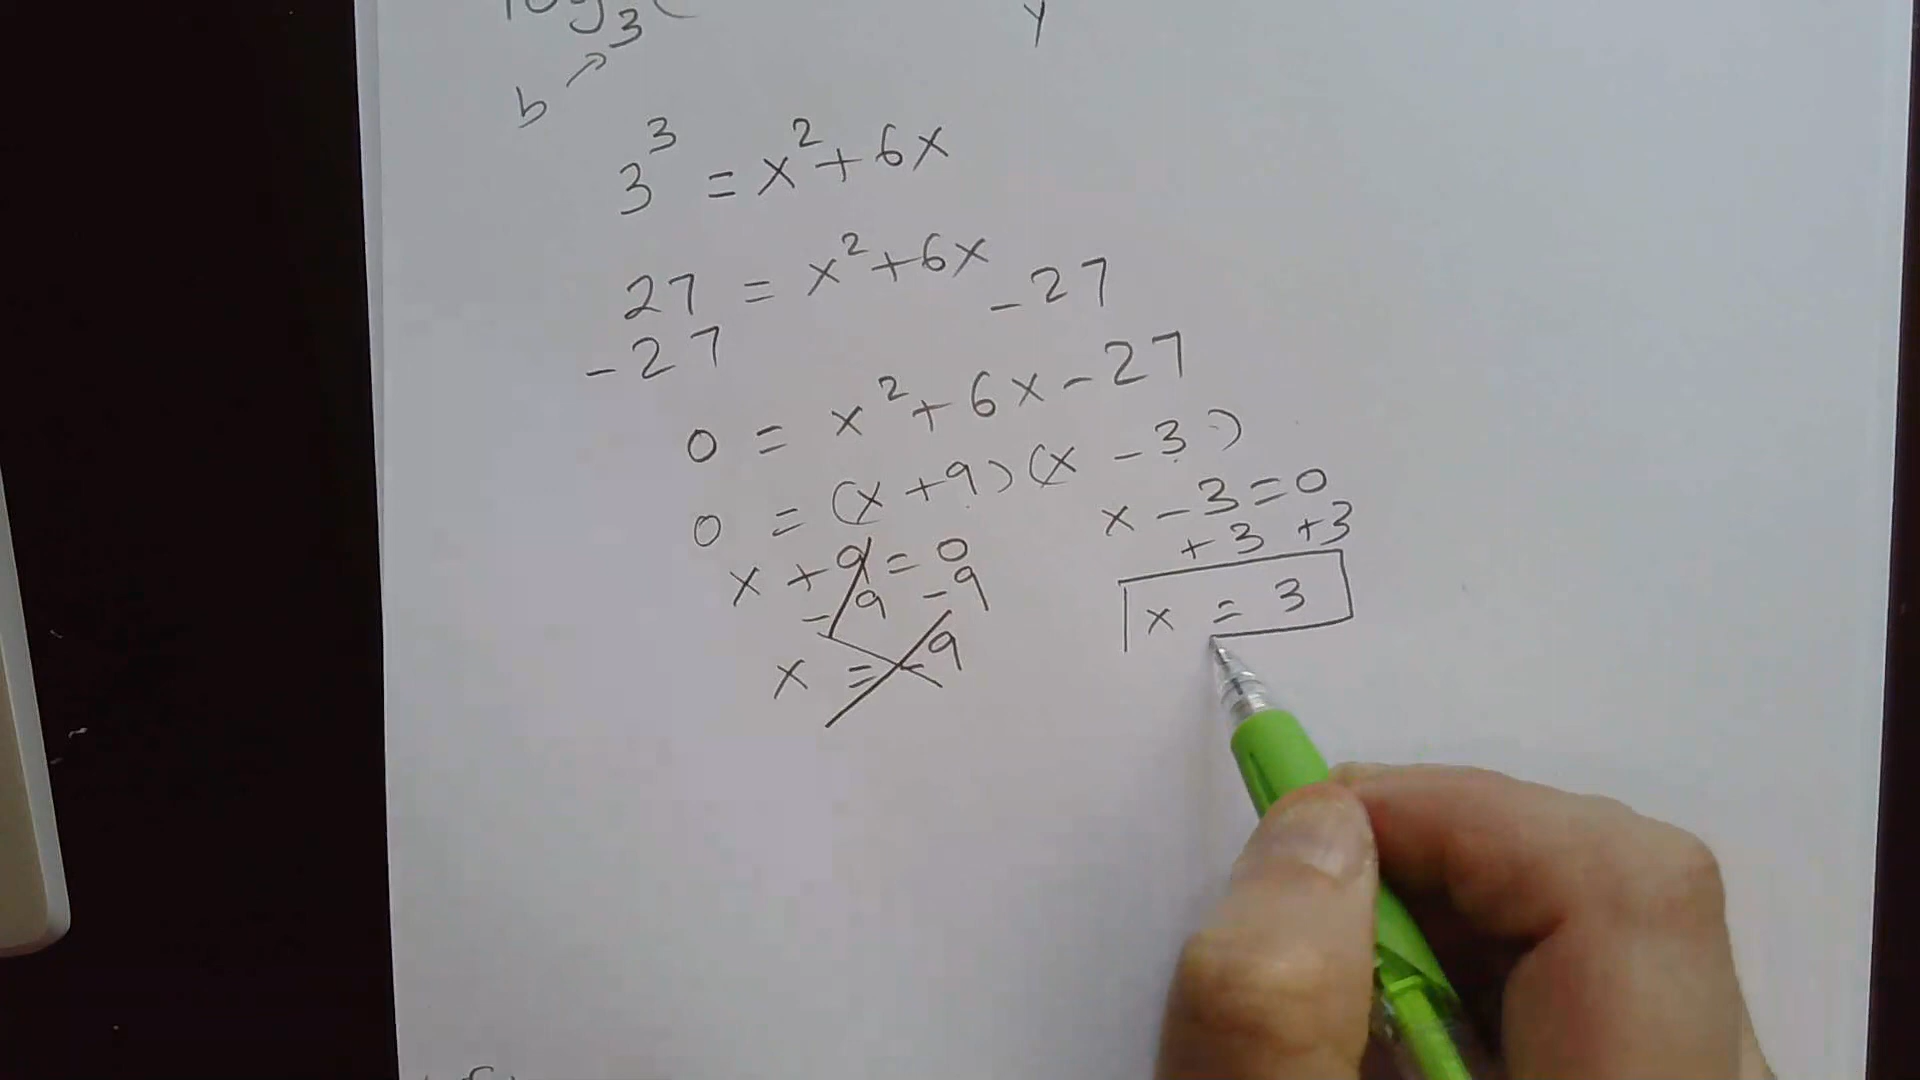 log₃(
y
b
3³ = x² + 6x
27 = x² + 6x
-27 -27
0 = x² + 6x - 27
0 = (x + 9)(x - 3)
x + 9 = 0 x - 3 = 0
-9 -9 +3 +3
x = -9 x = 3